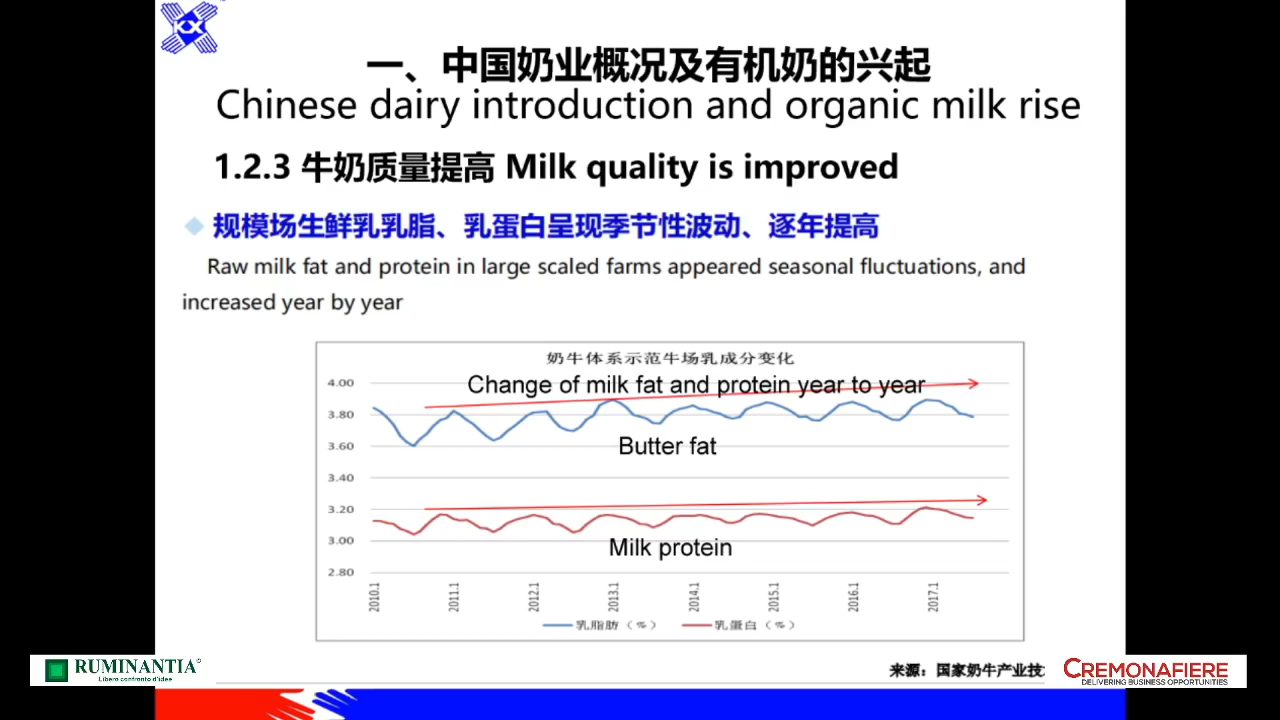 KX
一、中国奶业概况及有机奶的兴起
Chinese dairy introduction and organic milk rise
1.2.3 牛奶质量提高 Milk quality is improved
规模场生鲜乳乳脂、乳蛋白呈现季节性波动、逐年提高
Raw milk fat and protein in large scaled farms appeared seasonal fluctuations, and
increased year by year
奶牛体系示范牛场乳成分变化
Change of milk fat and protein year to year
4.00
3.80
3.60
3.40
3.20
3.00
2.80
Butter fat
Milk protein
2010.1
2011.1
2012.1
2013.1
2014.1
2015.1
2016.1
2017.1
乳脂肪（%）
乳蛋白（%）
来源：国家奶牛产业技
RUMINANTIA
Libero confronto d'idee
CREMONAFIERE
DELIVERING BUSINESS OPPORTUNITIES